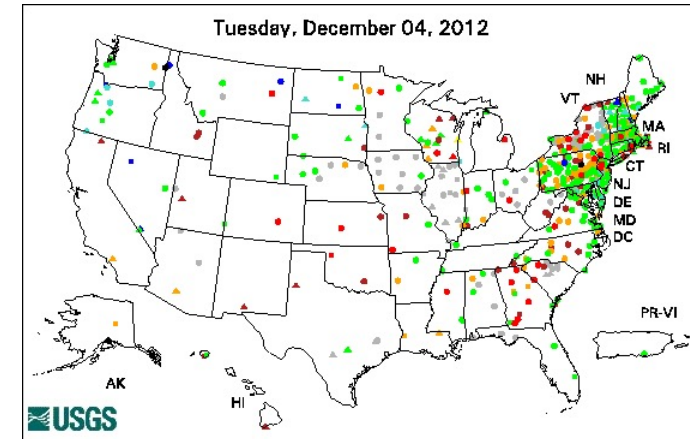 Tuesday, December 04, 2012
NH
VT
MA
RI
CT
NJ
DE
MD
DC
PR-VI
AK
HI
USGS